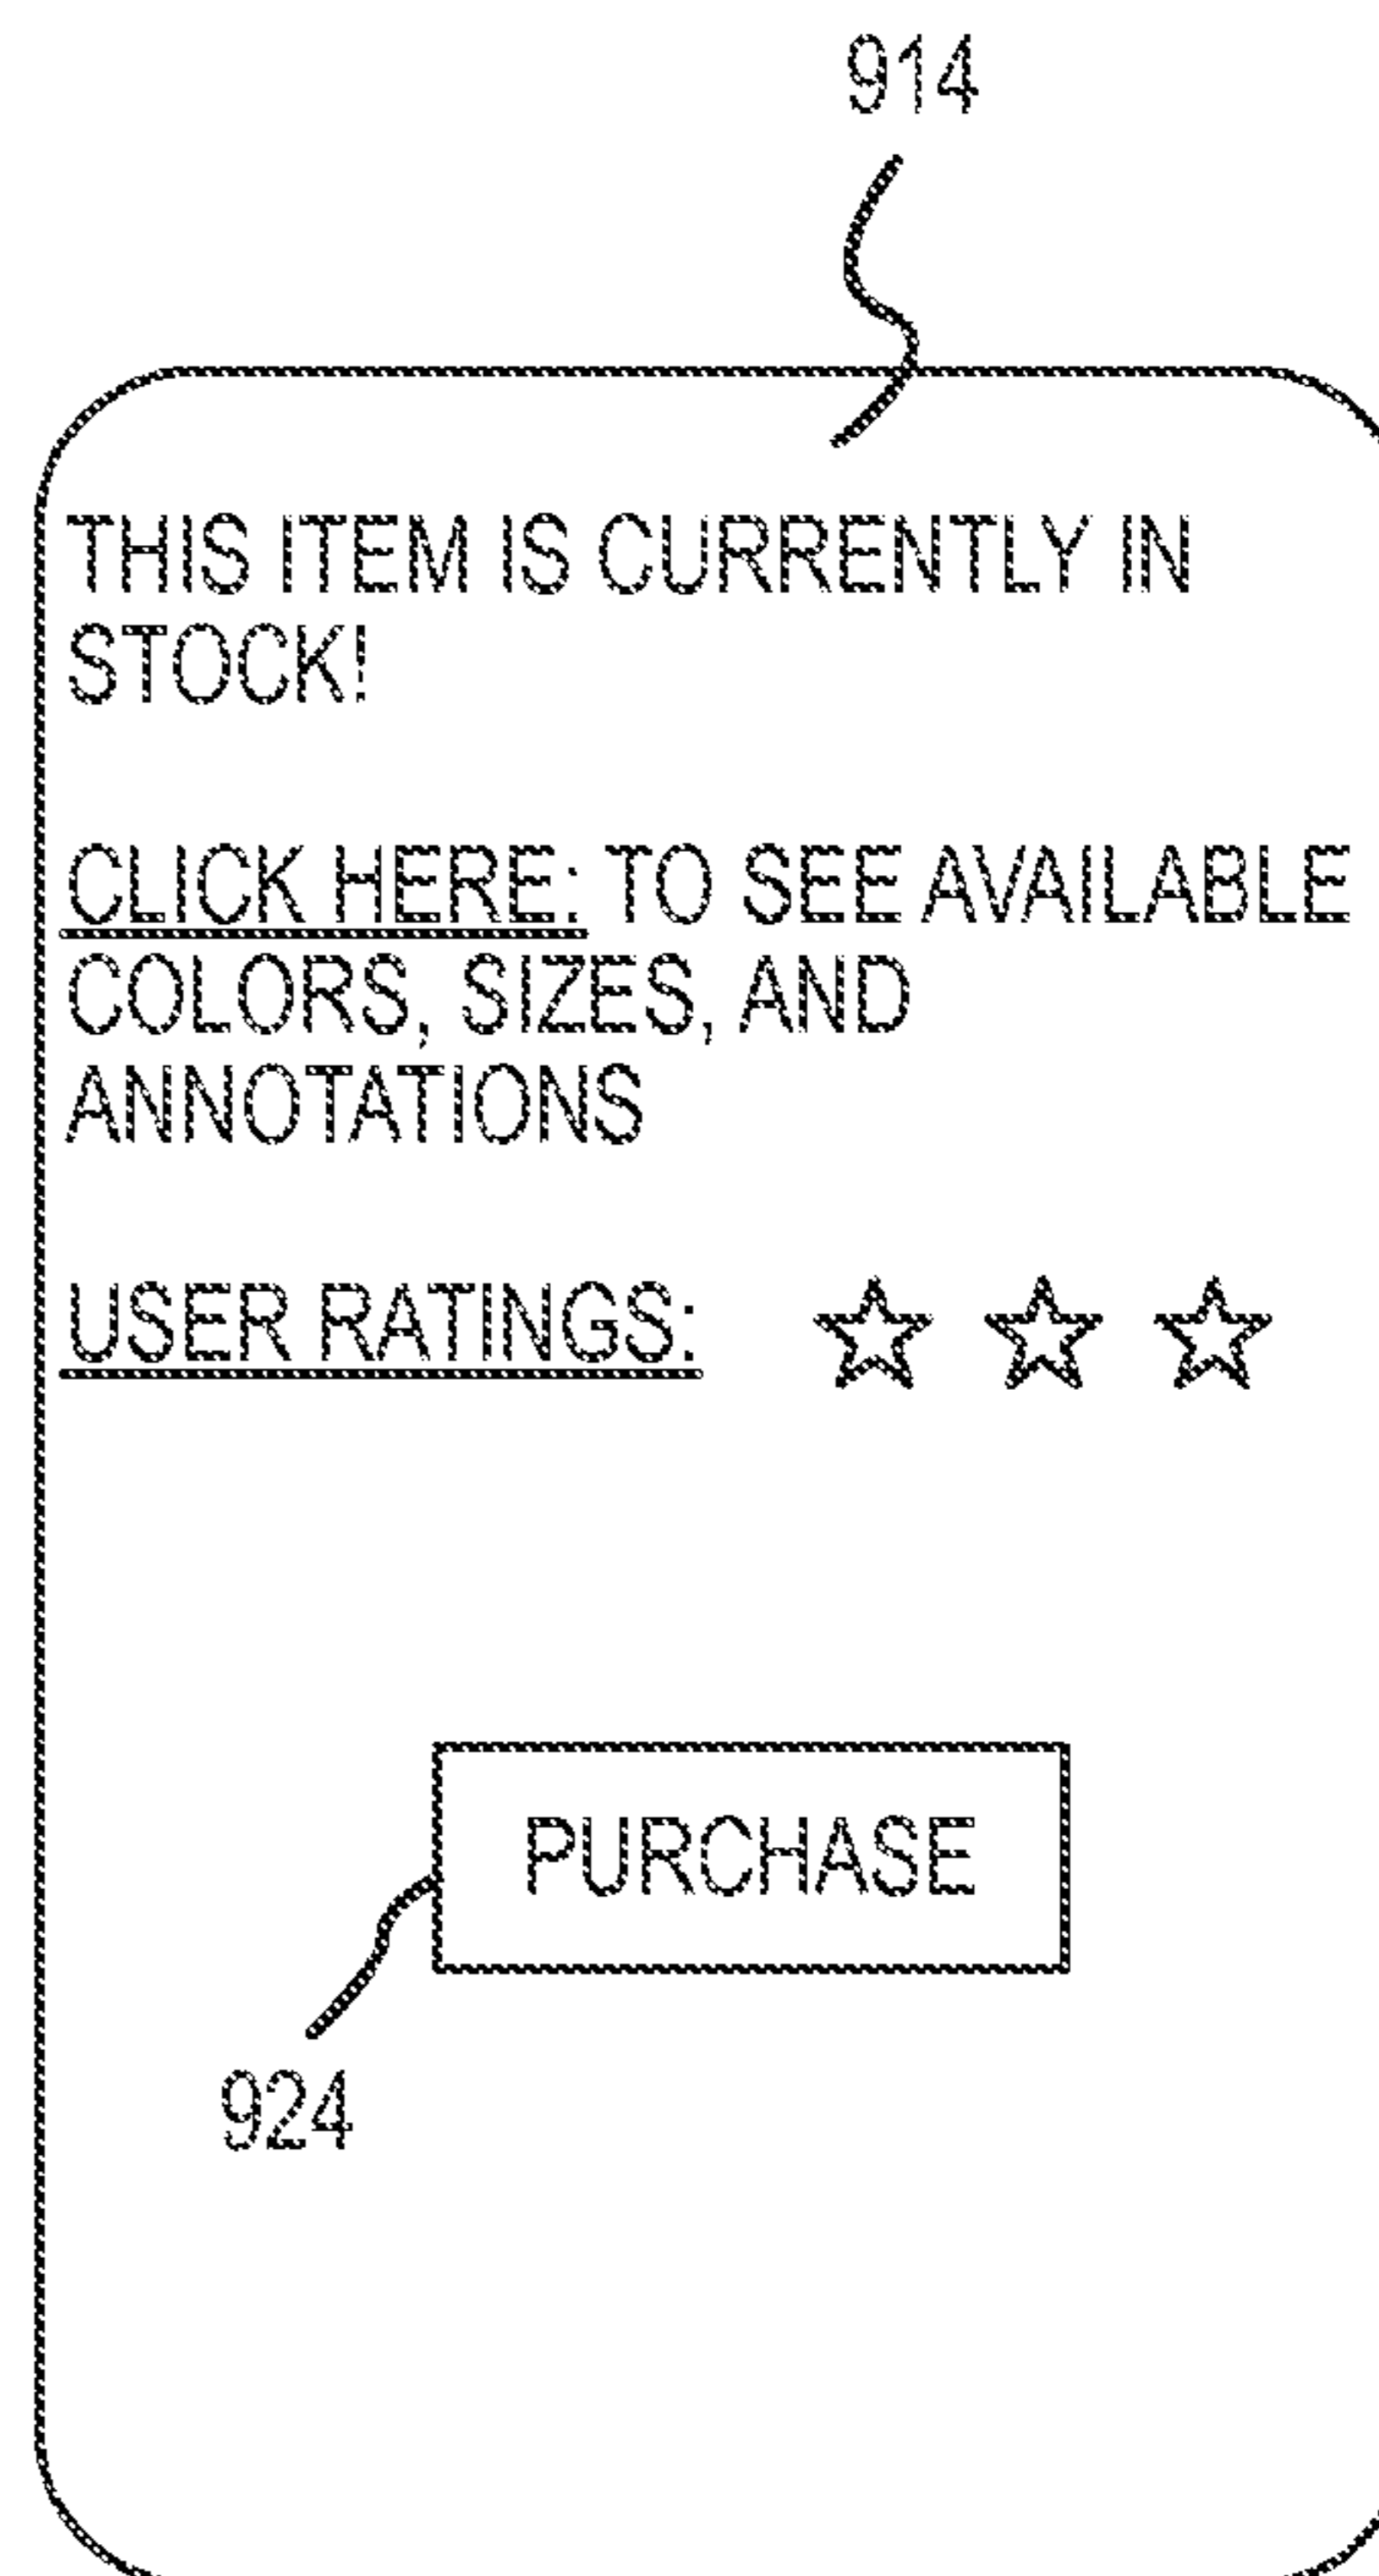 914
THIS ITEM IS CURRENTLY IN
STOCK!
CLICK HERE: TO SEE AVAILABLE
COLORS, SIZES, AND
ANNOTATIONS
USER RATINGS:
PURCHASE
924